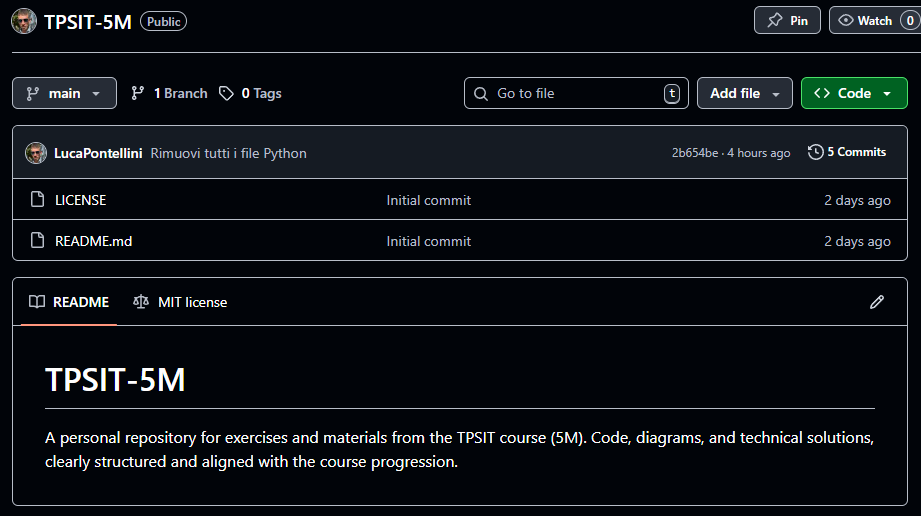 TPSIT-5M Public Pin Watch 0
main 1 Branch 0 Tags Go to file t Add file Code
LucaPontellini Rimuovi tutti i file Python 2b654be · 4 hours ago 5 Commits
LICENSE Initial commit 2 days ago
README.md Initial commit 2 days ago
README MIT license
TPSIT-5M
A personal repository for exercises and materials from the TPSIT course (5M). Code, diagrams, and technical solutions,
clearly structured and aligned with the course progression.